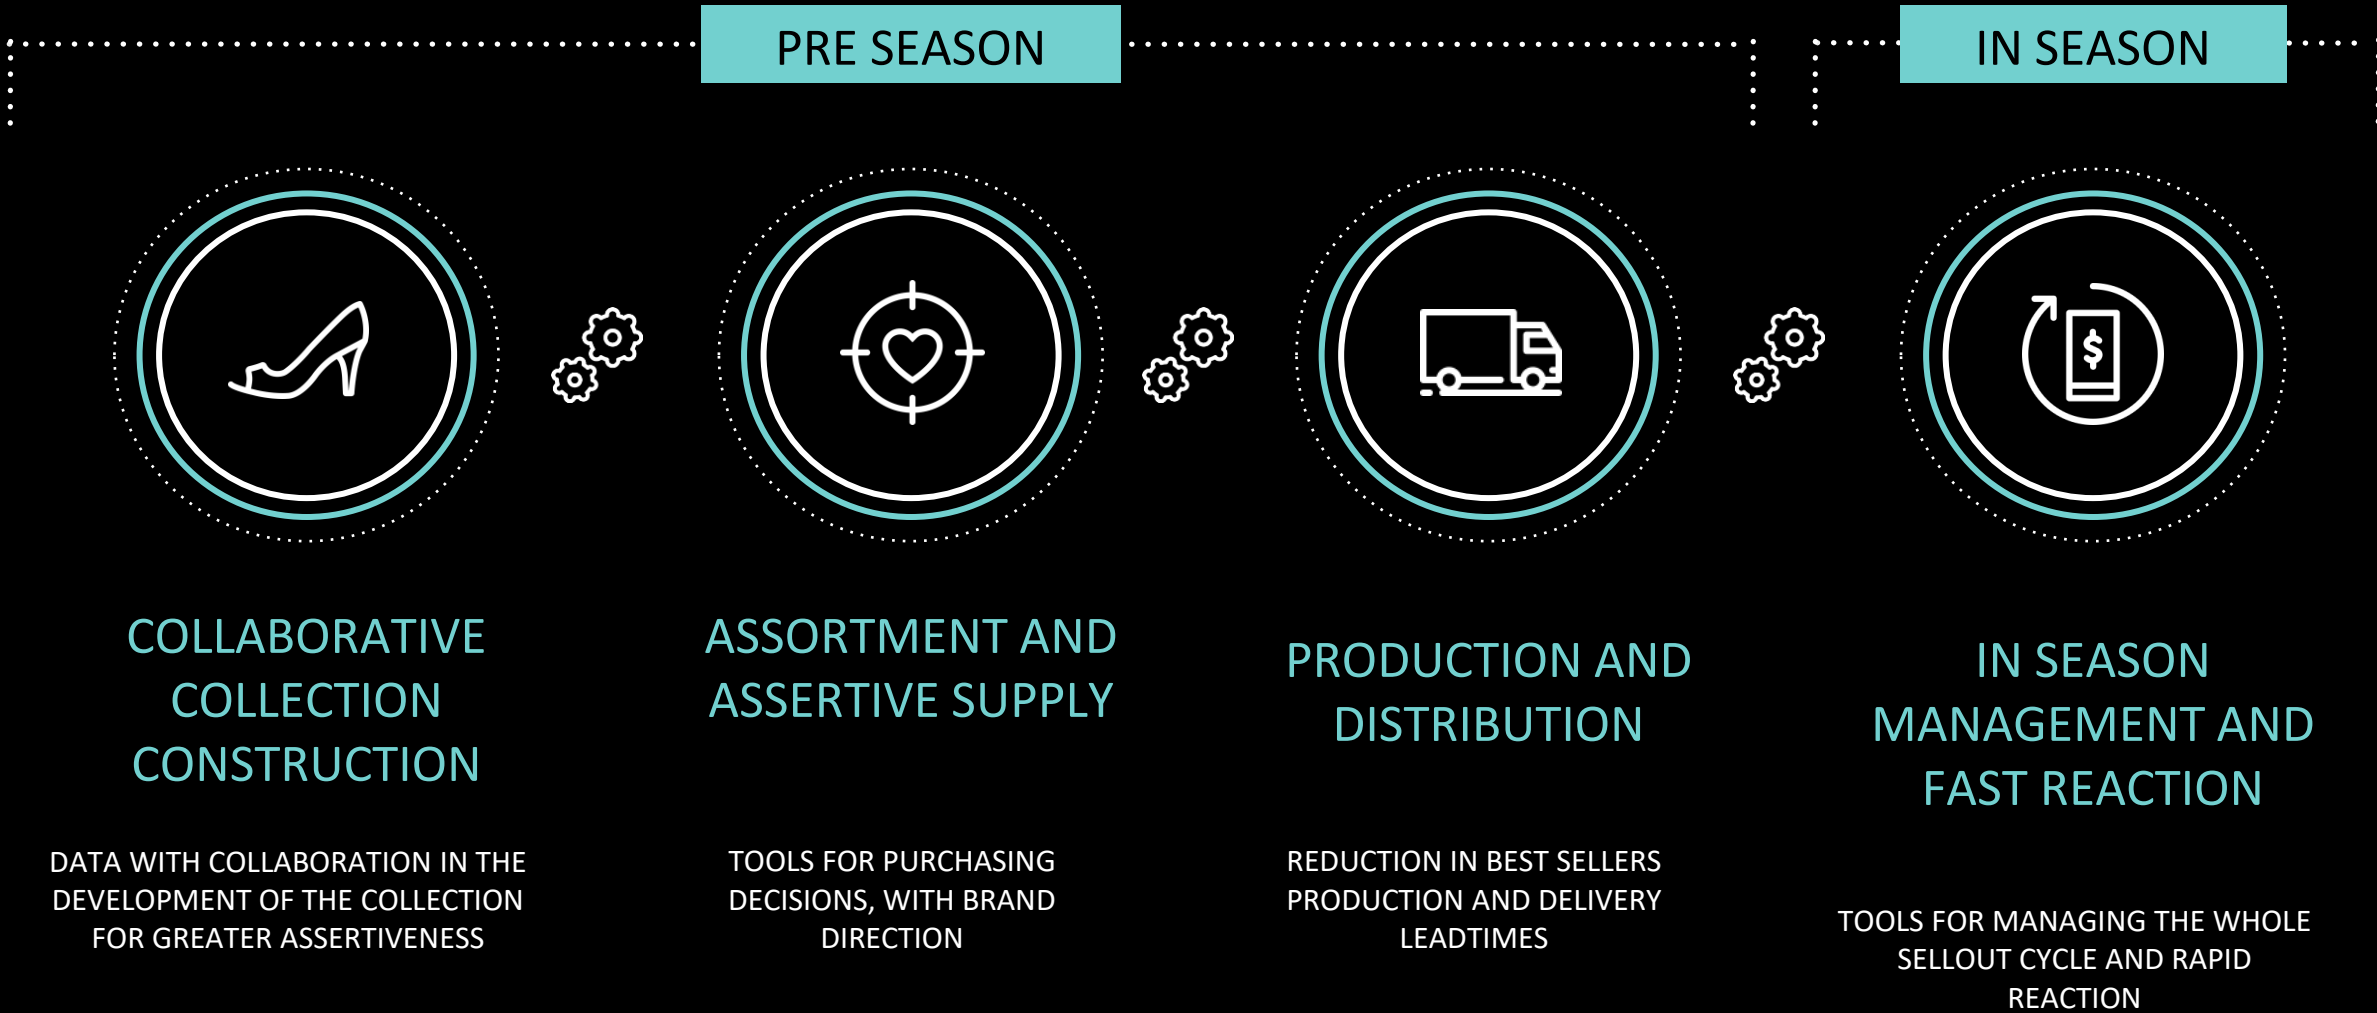 PRE SEASON
IN SEASON
COLLABORATIVE
COLLECTION
CONSTRUCTION
DATA WITH COLLABORATION IN THE
DEVELOPMENT OF THE COLLECTION
FOR GREATER ASSERTIVENESS
ASSORTMENT AND
ASSERTIVE SUPPLY
TOOLS FOR PURCHASING
DECISIONS, WITH BRAND
DIRECTION
PRODUCTION AND
DISTRIBUTION
REDUCTION IN BEST SELLERS
PRODUCTION AND DELIVERY
LEADTIMES
$
IN SEASON
MANAGEMENT AND
FAST REACTION
TOOLS FOR MANAGING THE WHOLE
SELLOUT CYCLE AND RAPID
REACTION